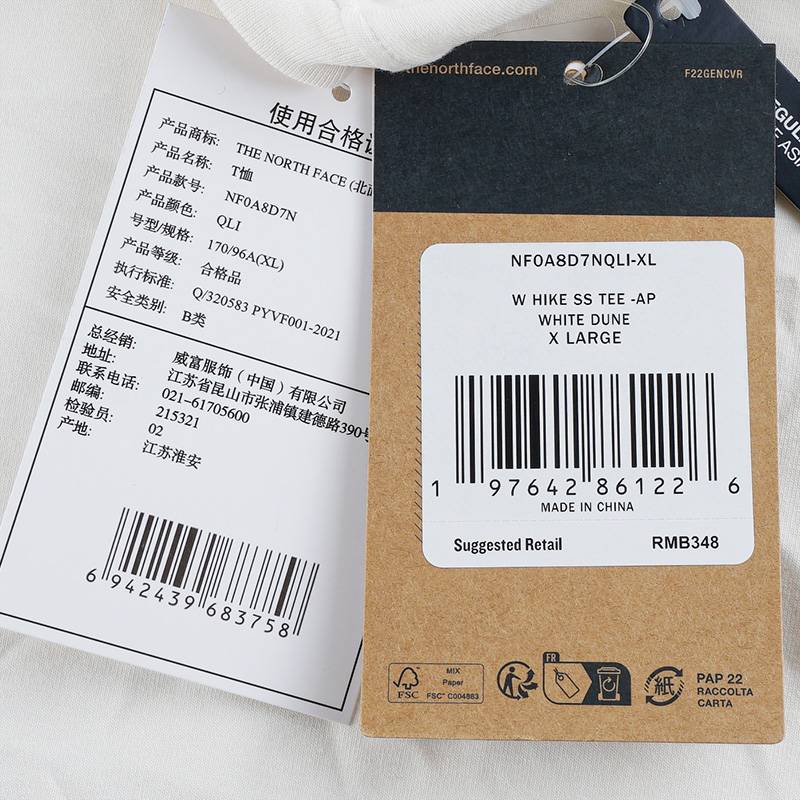 使用合格
产品商标: THE NORTH FACE (北
产品名称: T恤
产品款号: NF0A8D7N
产品颜色: QLI
号型/规格: 170/96A(XL)
产品等级: 合格品
执行标准: Q/320583 PYVF001-2021
安全类别: B类
总经销: 威富服饰（中国）有限公司
地址: 江苏省昆山市张浦镇建德路390号
联系电话: 021-61705600
邮编: 215321
检验员: 02
产地: 江苏淮安
6 942439 683758
thenorthface.com
F22GENCVR
NF0A8D7NQLI-XL
W HIKE SS TEE -AP
WHITE DUNE
X LARGE
1 97642 86122 6
MADE IN CHINA
Suggested Retail RMB348
FSC
MIX
Paper
FSC™ C004863
FR
紙
PAP 22
RACCOLTA
CARTA